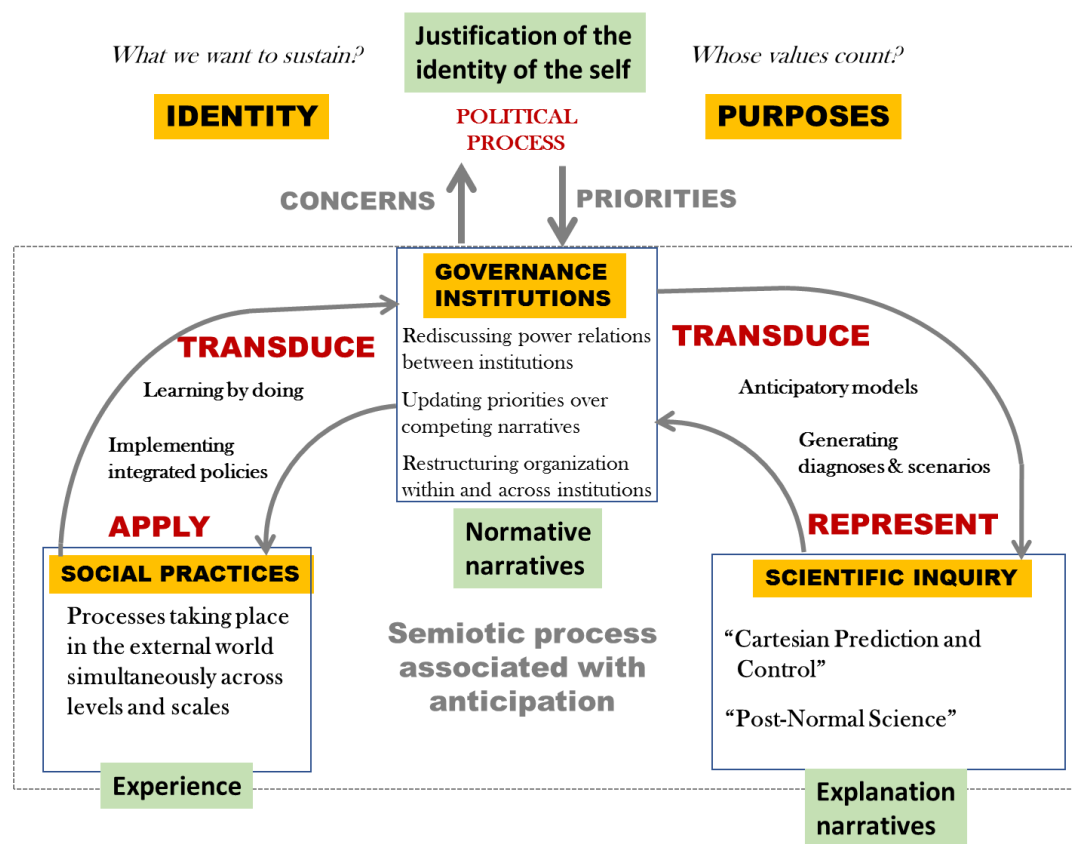 What we want to sustain?
Justification of the
identity of the self
Whose values count?
IDENTITY
POLITICAL
PROCESS
PURPOSES
CONCERNS
PRIORITIES
GOVERNANCE
INSTITUTIONS
Rediscussing power relations
between institutions
Updating priorities over
competing narratives
Restructuring organization
within and across institutions
TRANSDUCE
Learning by doing
Implementing
integrated policies
APPLY
TRANSDUCE
Anticipatory models
Generating
diagnoses & scenarios
REPRESENT
Normative
narratives
SOCIAL PRACTICES
Processes taking place
in the external world
simultaneously across
levels and scales
Experience
Semiotic process
associated with
anticipation
SCIENTIFIC INQUIRY
“Cartesian Prediction and
Control”
“Post-Normal Science”
Explanation
narratives